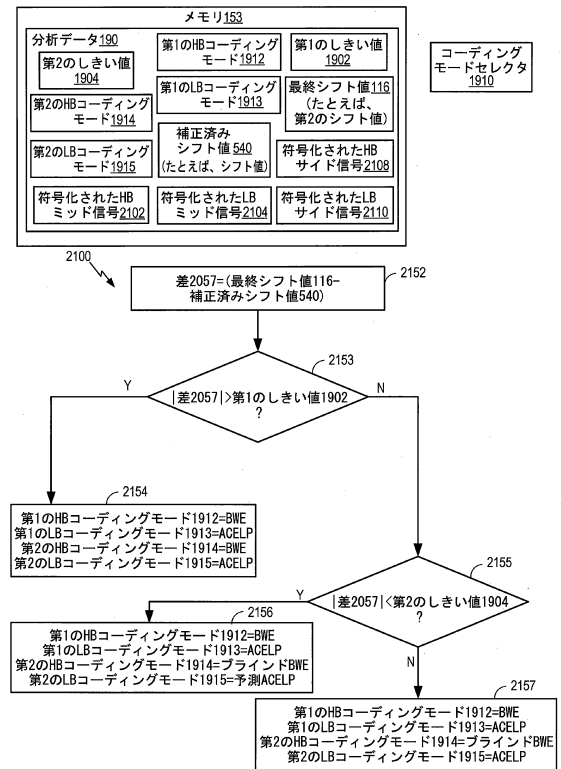 メモリ153
分析データ190
第2のしきい値
1904
第1のHBコーディング
モード1912
第1のしきい値
1902
コーディング
モードセレクタ
1910
第2のHBコーディング
モード1914
第1のLBコーディング
モード1913
最終シフト値116
(たとえば、
第2のシフト値)
第2のLBコーディング
モード1915
補正済み
シフト値 540
(たとえば、シフト値)
符号化されたHB
サイド信号2108
符号化されたHB
ミッド信号2102
符号化されたLB
ミッド信号2104
符号化されたLB
サイド信号2110
2100
2152
差2057=(最終シフト値116-
補正済みシフト値540)
2153
Y
N
|差2057|>第1のしきい値1902
?
2154
第1のHBコーディングモード1912=BWE
第1のLBコーディングモード1913=ACELP
第2のHBコーディングモード1914=BWE
第2のLBコーディングモード1915=ACELP
2155
Y
|差2057|<第2のしきい値1904
?
N
2156
第1のHBコーディングモード1912=BWE
第1のLBコーディングモード1913=ACELP
第2のHBコーディングモード1914=ブラインドBWE
第2のLBコーディングモード1915=予測ACELP
2157
第1のHBコーディングモード1912=BWE
第1のLBコーディングモード1913=ACELP
第2のHBコーディングモード1914=ブラインドBWE
第2のLBコーディングモード1915=ACELP